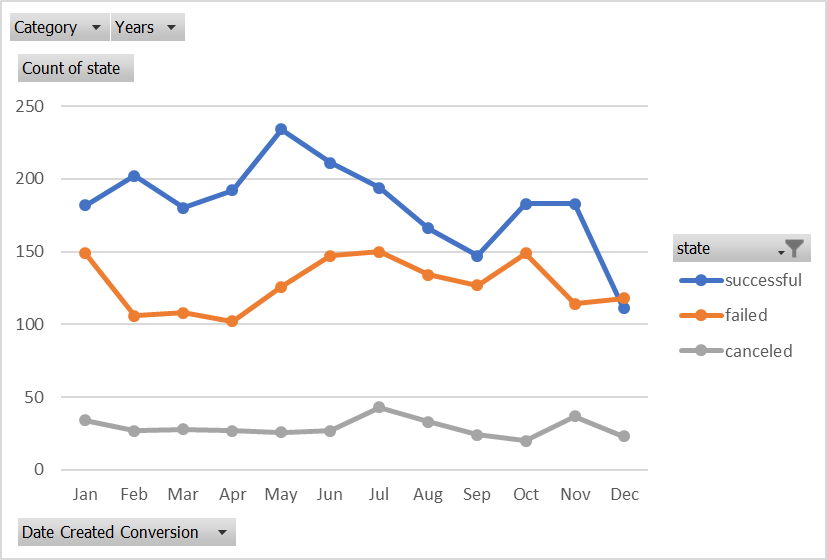 Category Years
Count of state
250
200
150
100
50
0
Jan Feb Mar Apr May Jun Jul Aug Sep Oct Nov Dec
state
successful
failed
canceled
Date Created Conversion